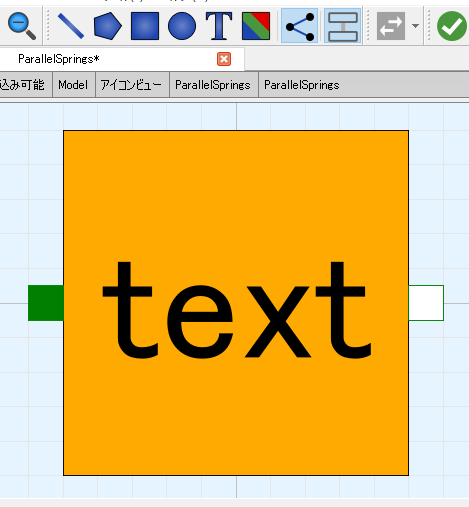 T
ParallelSprings*
込み可能 Model アイコンビュー ParallelSprings ParallelSprings
text